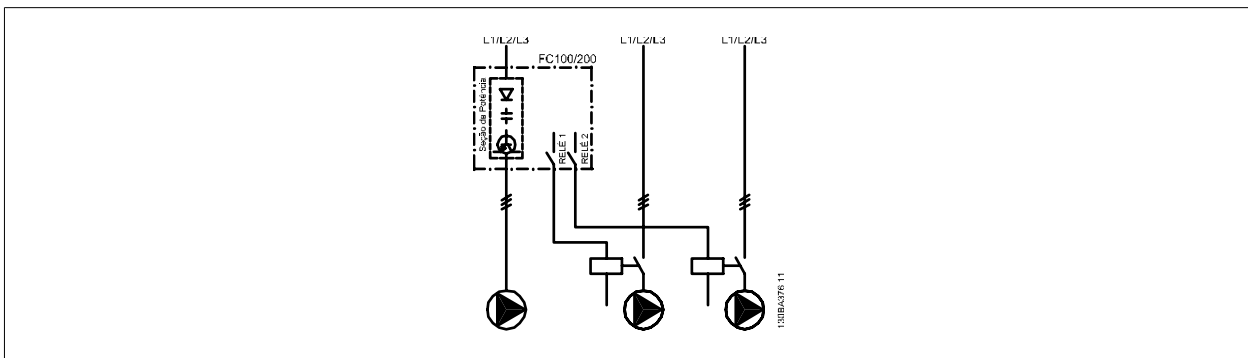 L1/L2/L3
L1/L2/L3
L1/L2/L3
FC100/200
Seção de Potência
RELÉ 1
RELÉ 2
130BA376.11